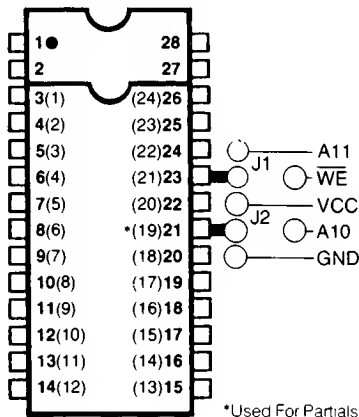 1 28
2 27
3(1) (24)26
4(2) (23)25
5(3) (22)24 A11
6(4) (21)23 J1 WE
7(5) (20)22 VCC
8(6) *(19)21 J2 A10
9(7) (18)20 GND
10(8) (17)19
11(9) (16)18
12(10) (15)17
13(11) (14)16
14(12) (13)15
*Used For Partials